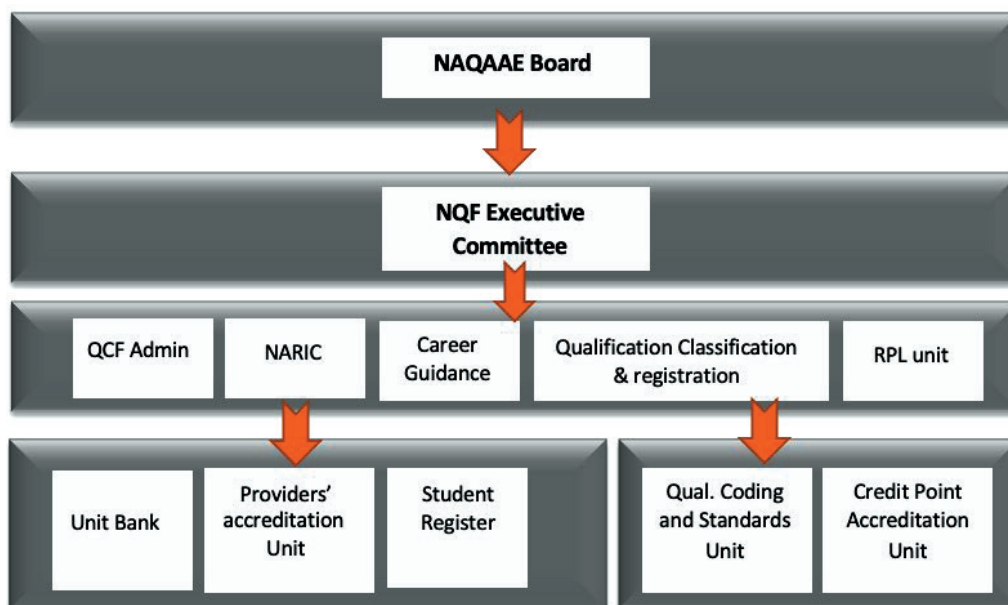 NAQAAE Board
NQF Executive
Committee
QCF Admin
NARIC
Career
Guidance
Qualification Classification
& registration
RPL unit
Unit Bank
Providers’
accreditation
Unit
Student
Register
Qual. Coding
and Standards
Unit
Credit Point
Accreditation
Unit